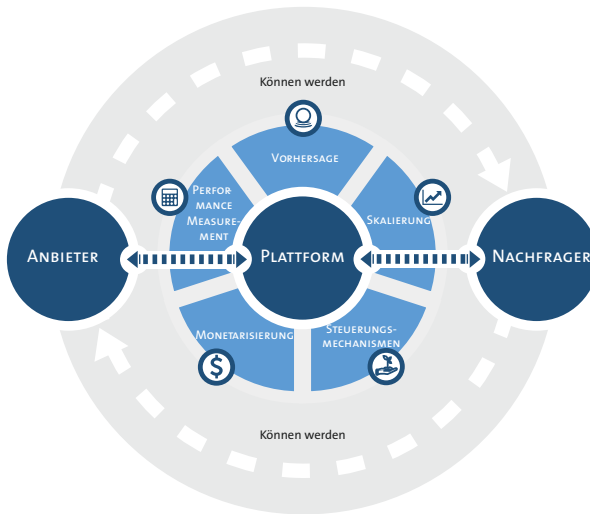 Können werden
VORHERSAGE
PERFOR-
MANCE
MEASURE-
MENT
SKALIERUNG
ANBIETER
PLATTFORM
NACHFRAGER
MONETARISIERUNG
STEUERUNGS-
MECHANISMEN
$
Können werden